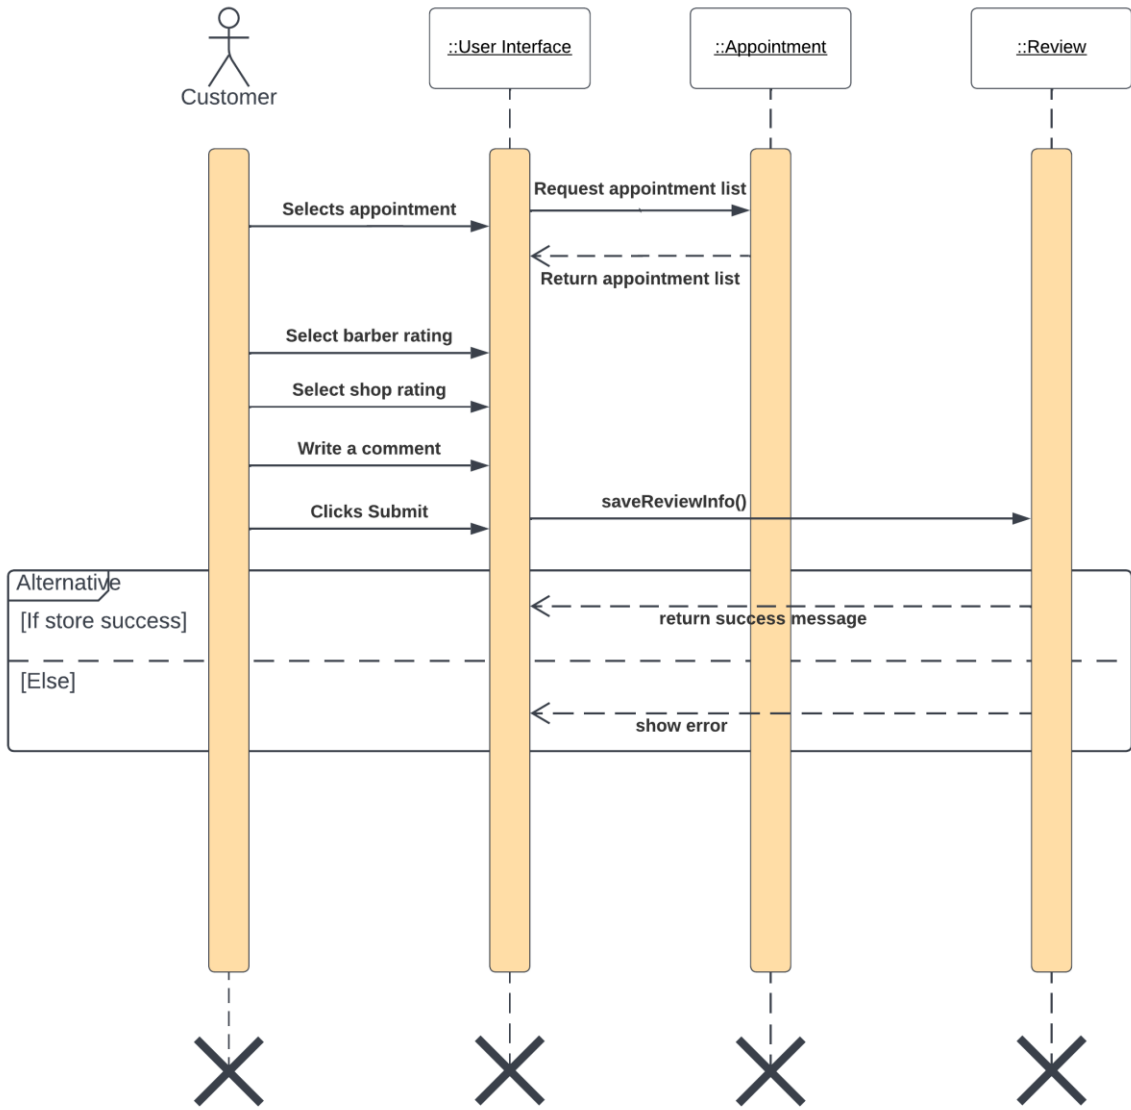 Customer
::User Interface
::Appointment
::Review
Request appointment list
Selects appointment
Return appointment list
Select barber rating
Select shop rating
Write a comment
saveReviewInfo()
Clicks Submit
Alternative
[If store success]
return success message
[Else]
show error